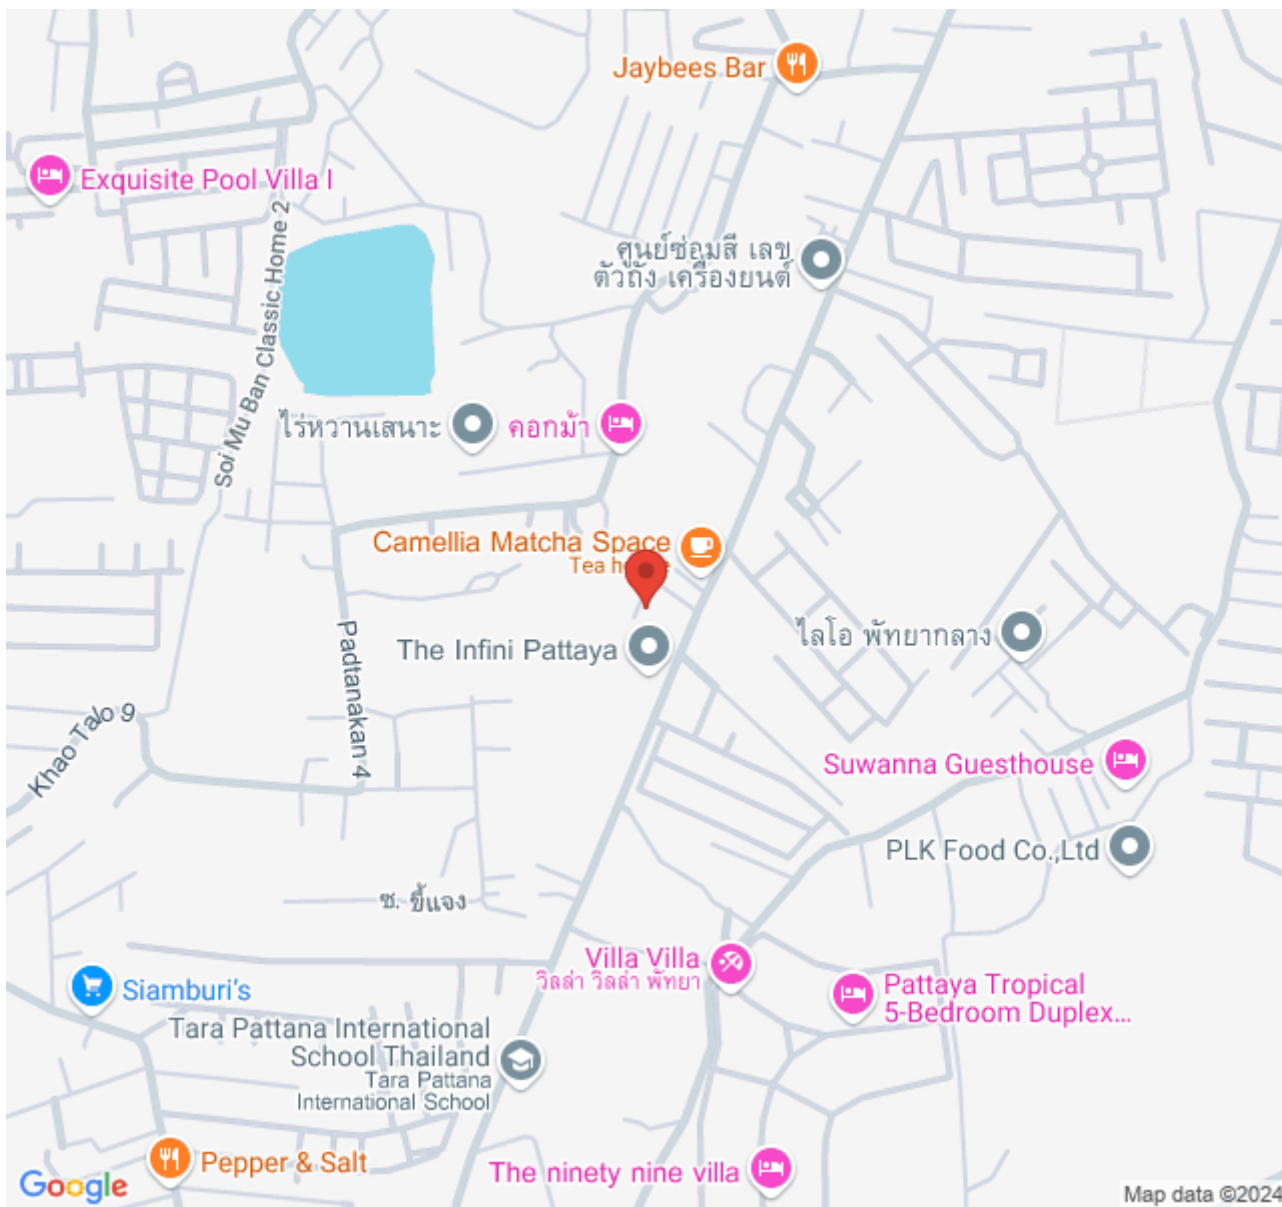 Jaybees Bar
Exquisite Pool Villa I
Soi Mu Ban Classic Home 2
ศูนย์ซ่อมสี เลข
ตัวถัง เครื่องยนต์
ไร่หวานเสนาะ
คอกม้า
Camellia Matcha Space
Tea
The Infini Pattaya
ไลโอ พัทยากลาง
Padtanakan 4
Khao Talo 9
Suwanna Guesthouse
PLK Food Co.,Ltd
ซ. ขี้แจง
Villa Villa
วิลล่า วิลล่า พัทยา
Siamburi's
Pattaya Tropical
5-Bedroom Duplex...
Tara Pattana International
School Thailand
Tara Pattana
International School
Pepper & Salt
The ninety nine villa
Google
Map data ©2024